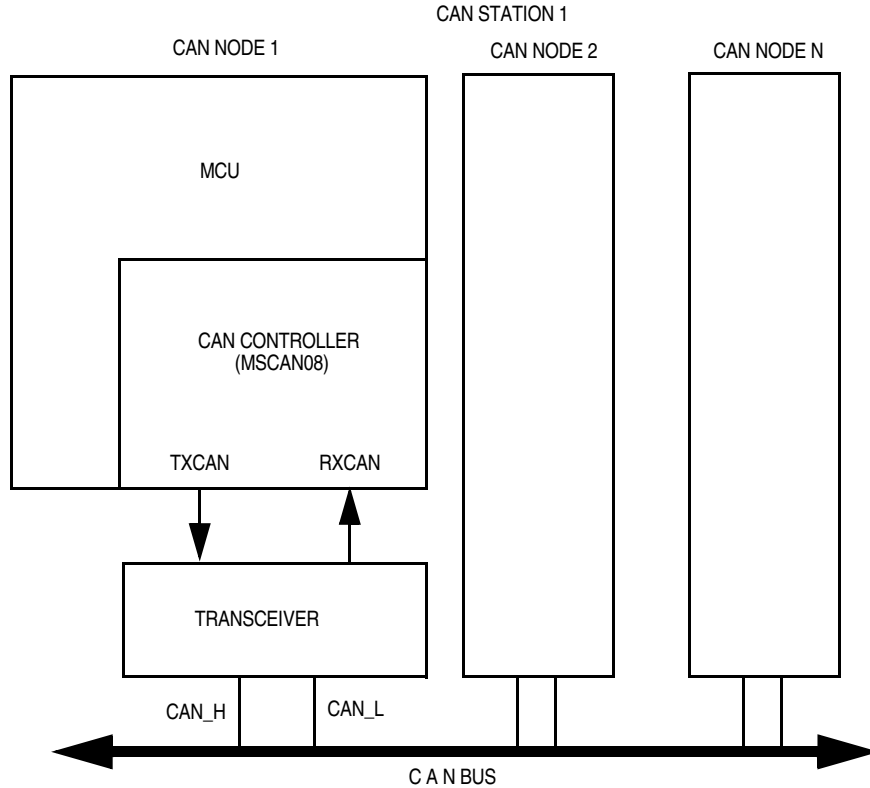 CAN STATION 1
CAN NODE 1
CAN NODE 2
CAN NODE N
MCU
CAN CONTROLLER
(MSCAN08)
TXCAN
RXCAN
TRANSCEIVER
CAN_H
CAN_L
C A N BUS